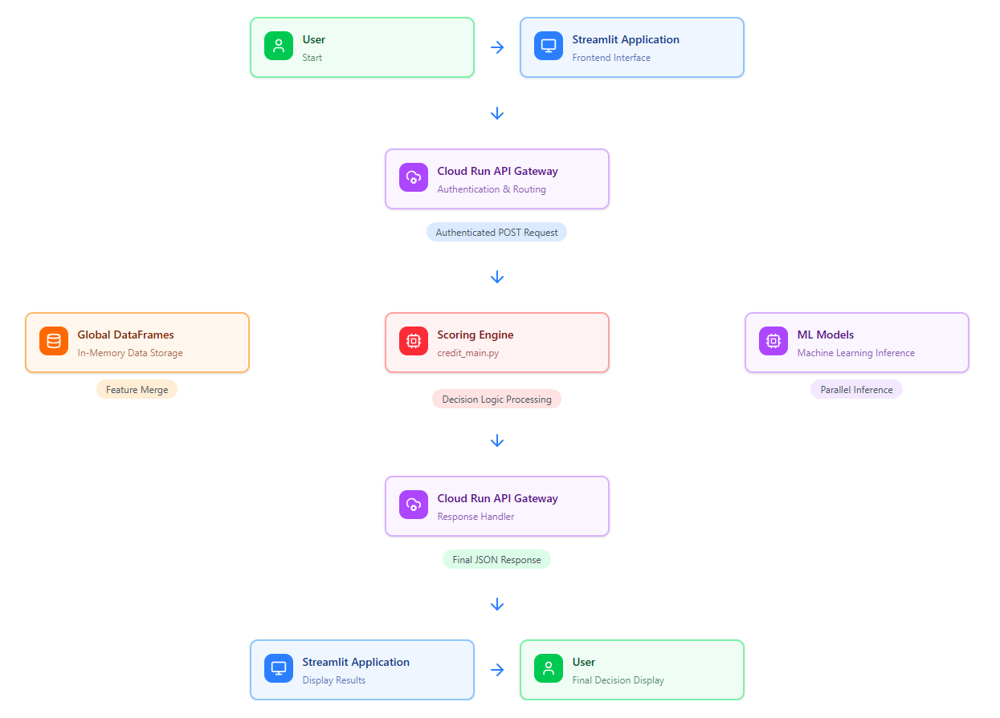 User
Start
Streamlit Application
Frontend Interface
Cloud Run API Gateway
Authentication & Routing
Authenticated POST Request
Global DataFrames
In-Memory Data Storage
Feature Merge
Scoring Engine
credit_main.py
Decision Logic Processing
ML Models
Machine Learning Inference
Parallel Inference
Cloud Run API Gateway
Response Handler
Final JSON Response
Streamlit Application
Display Results
User
Final Decision Display